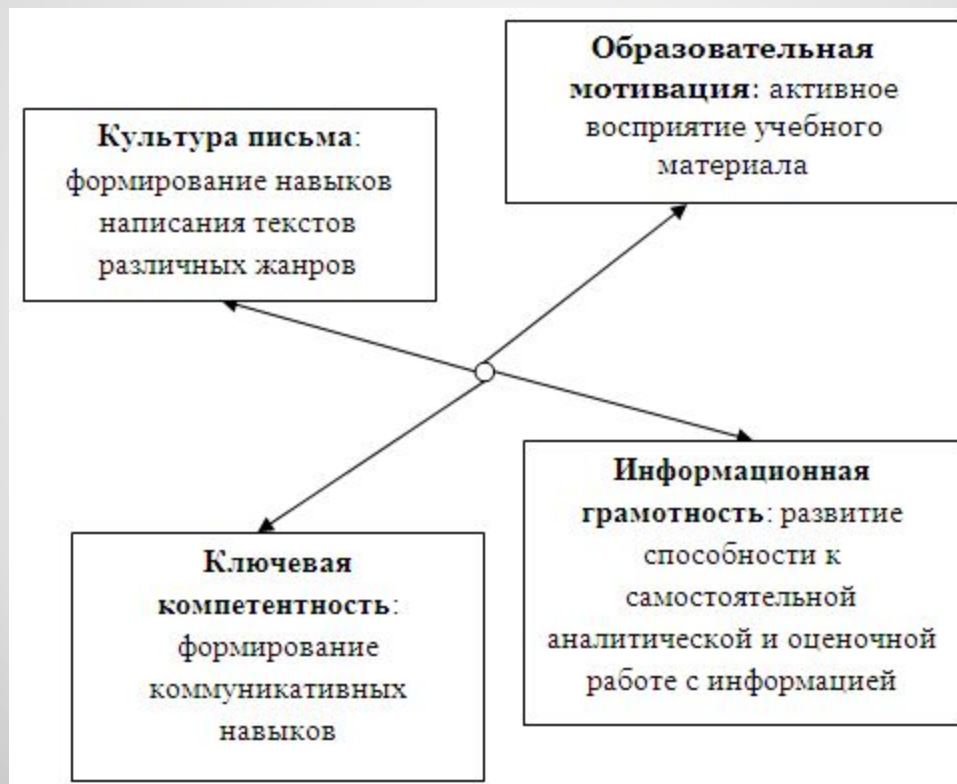 Образовательная
мотивация: активное
восприятие учебного
материала
Культура письма:
формирование навыков
написания текстов
различных жанров
Информационная
грамотность: развитие
способности к
самостоятельной
аналитической и оценочной
работе с информацией
Ключевая
компетентность:
формирование
коммуникативных
навыков